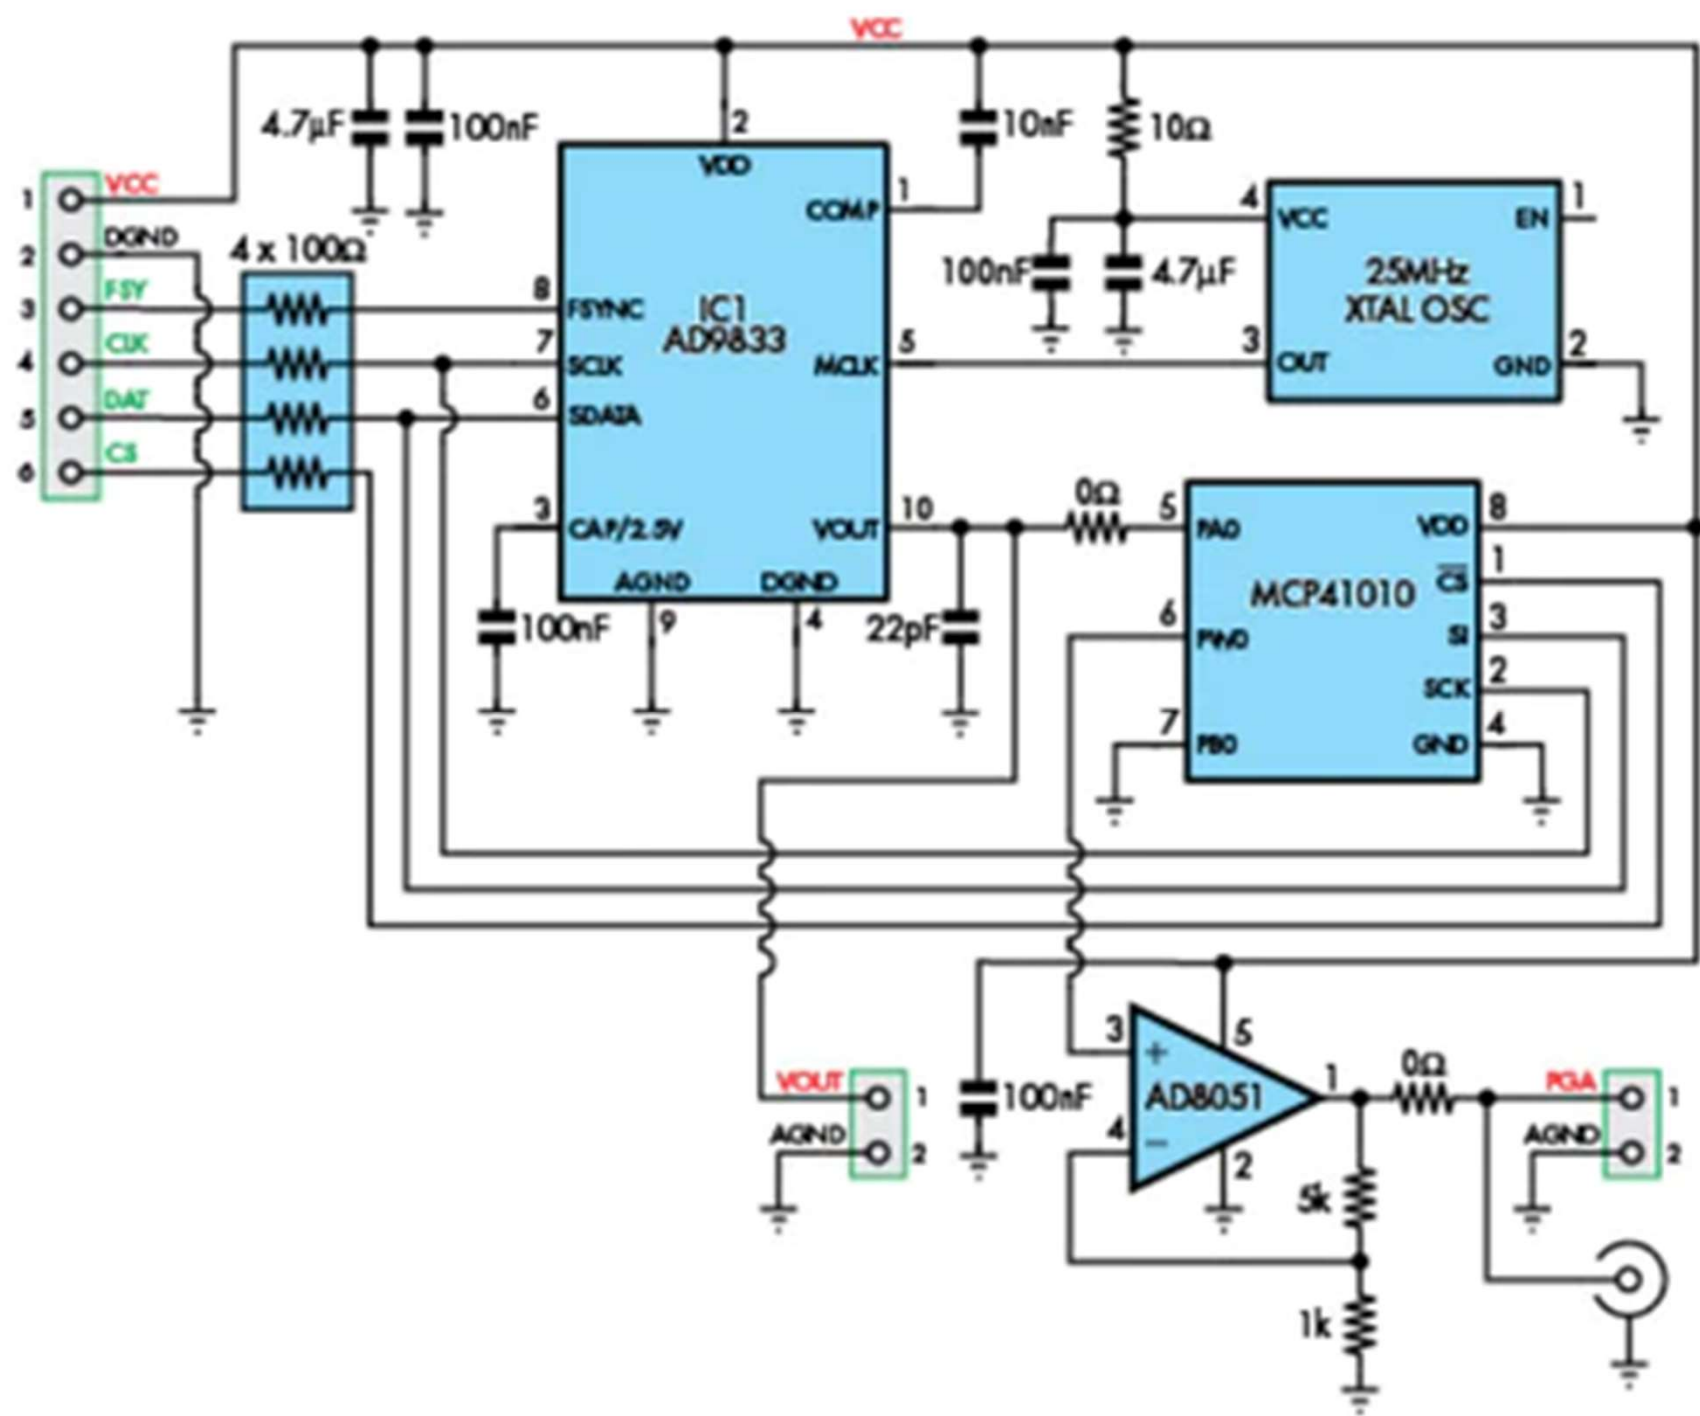 VCC
4.7µF
100nF
2
VDD
10nF
10Ω
1
VCC
2
DGND
3
FSY
4
CLK
5
DAT
6
CS
4 x 100Ω
8
FSYNC
7
SCLK
6
SDATA
3
CAP/2.5V
IC1
AD9833
1
COMP
5
MCLK
10
VOUT
AGND
DGND
9
4
100nF
22pF
100nF
4.7µF
4
VCC
EN
1
25MHz
XTAL OSC
3
OUT
GND
2
0Ω
5
PA0
VDD
8
CS
1
MCP41010
6
PW0
SI
3
SCK
2
7
PB0
GND
4
VOUT
1
AGND
2
100nF
3
+
5
AD8051
1
4
−
2
0Ω
5k
1k
PGA
1
AGND
2